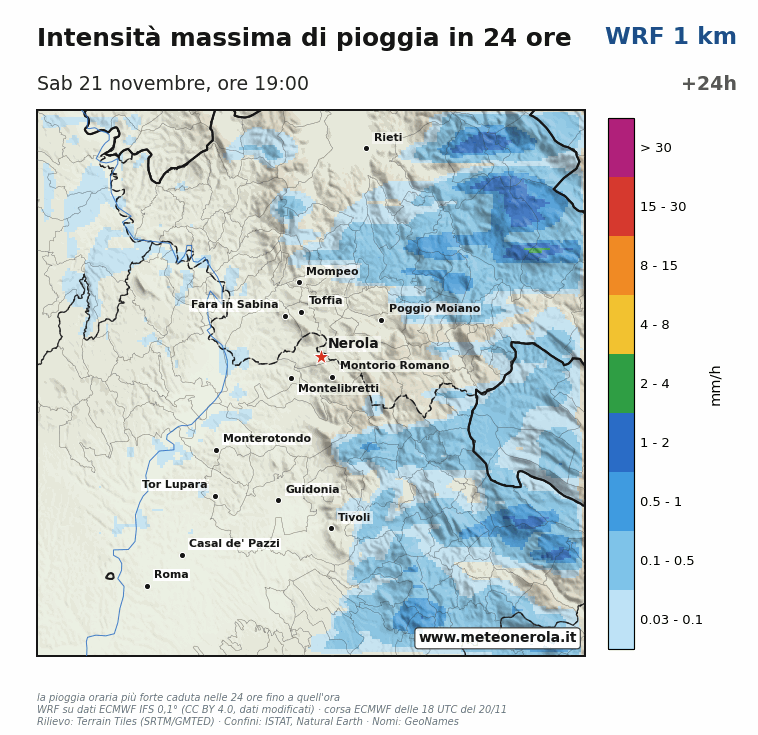 Intensità massima di pioggia in 24 ore
WRF 1 km
Sab 21 novembre, ore 19:00
+24h
Rieti
Mompeo
Fara in Sabina
Toffia
Poggio Moiano
Nerola
Montorio Romano
Montelibretti
Monterotondo
Tor Lupara
Guidonia
Tivoli
Casal de' Pazzi
Roma
www.meteonerola.it
> 30
15 - 30
8 - 15
4 - 8
2 - 4
1 - 2
0.5 - 1
0.1 - 0.5
0.03 - 0.1
mm/h
la pioggia oraria più forte caduta nelle 24 ore fino a quell'ora
WRF su dati ECMWF IFS 0,1° (CC BY 4.0, dati modificati) · corsa ECMWF delle 18 UTC del 20/11
Rilievo: Terrain Tiles (SRTM/GMTED) · Confini: ISTAT, Natural Earth · Nomi: GeoNames